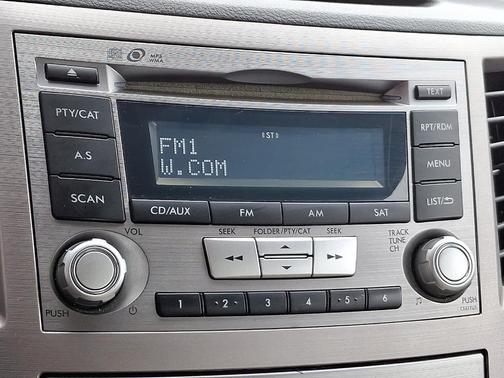 MP3
WMA
TEXT
PTY/CAT
A.S
SCAN
ST
FM1
W.COM
RPT/RDM
MENU
LIST/
CD/AUX FM AM SAT
VOL
SEEK FOLDER/PTY/CAT SEEK
TRACK
TUNE
CH
PUSH
1 2 3 4 5 6
PUSH